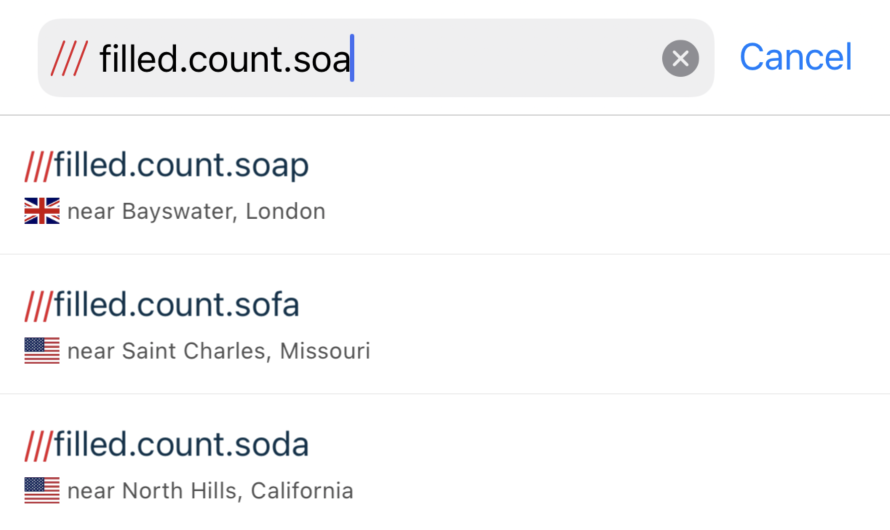 /// filled.count.soa
Cancel
///filled.count.soap
near Bayswater, London
///filled.count.sofa
near Saint Charles, Missouri
///filled.count.soda
near North Hills, California